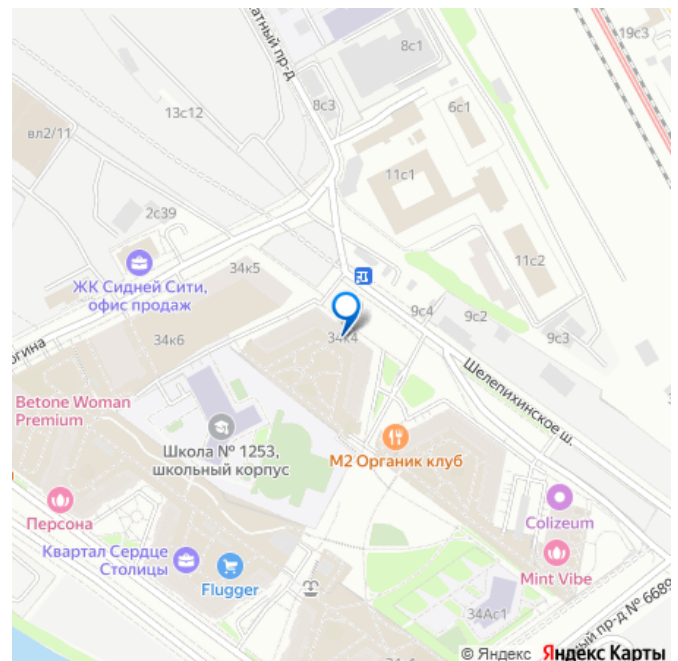 атный пр-д
8с1
19с3
8с3
6с1
13с12
вл2/11
11с1
2с39
11с2
ЖК Сидней Сити,
офис продаж
34к5
9с4
9с2
9с3
34к6
34к4
огина
Шелепихинское ш.
Betone Woman
Premium
Школа № 1253,
школьный корпус
М2 Органик клуб
Персона
Colizeum
Квартал Сердце
Столицы
Flugger
Mint Vibe
34Ас1
ный пр-д № 6689
© Яндекс Яндекс Карты